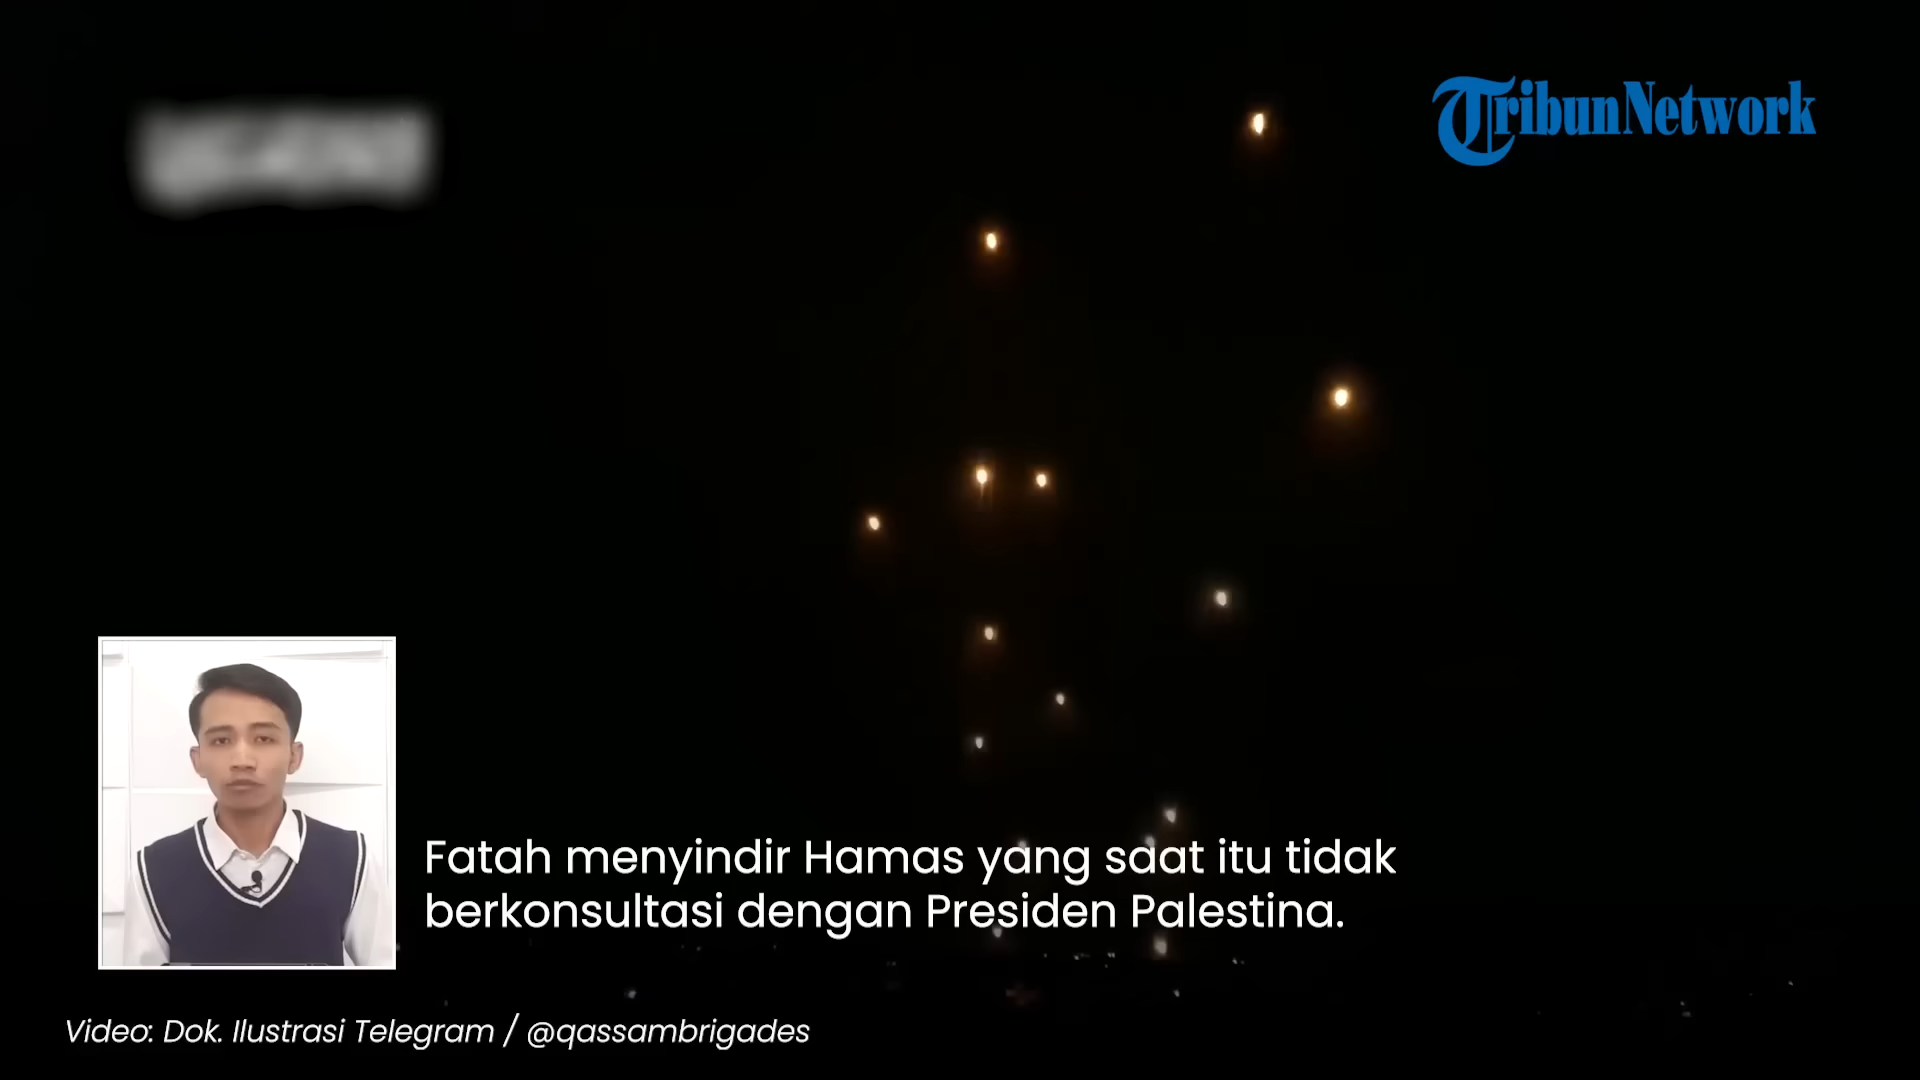 TribunNetwork
Fatah menyindir Hamas yang saat itu tidak
berkonsultasi dengan Presiden Palestina.
Video: Dok. Ilustrasi Telegram / @qassambrigades